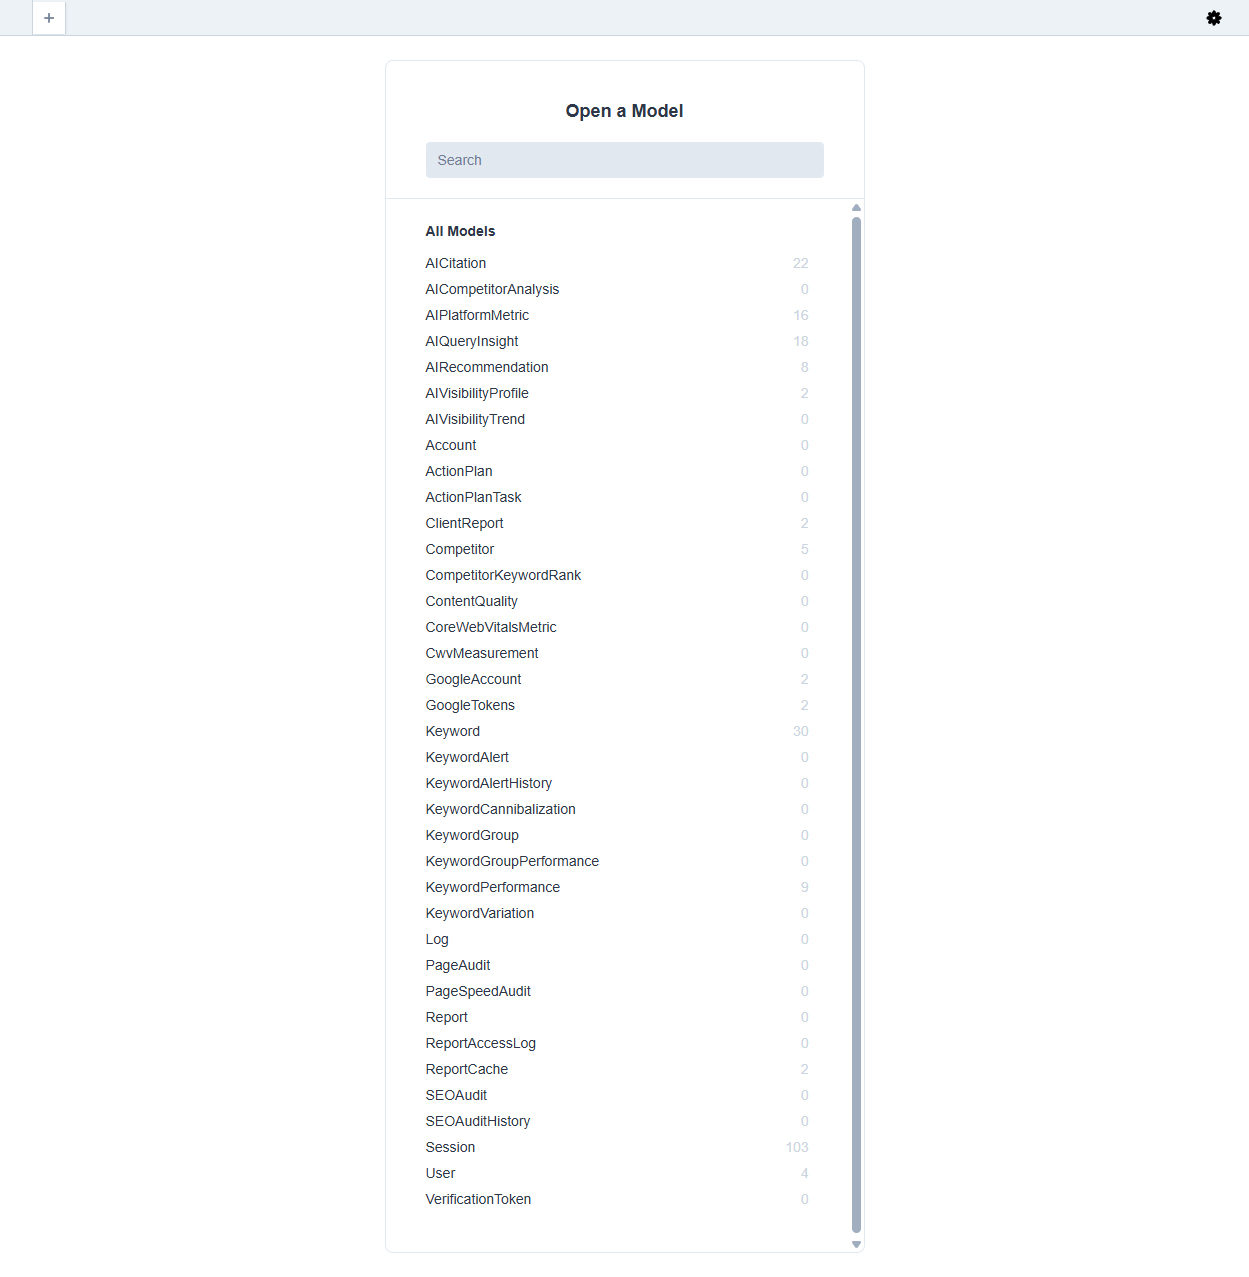 +
Open a Model
Search
All Models
AICitation 22
AICompetitorAnalysis 0
AIPlatformMetric 16
AIQueryInsight 18
AIRecommendation 8
AIVisibilityProfile 2
AIVisibilityTrend 0
Account 0
ActionPlan 0
ActionPlanTask 0
ClientReport 2
Competitor 5
CompetitorKeywordRank 0
ContentQuality 0
CoreWebVitalsMetric 0
CwvMeasurement 0
GoogleAccount 2
GoogleTokens 2
Keyword 30
KeywordAlert 0
KeywordAlertHistory 0
KeywordCannibalization 0
KeywordGroup 0
KeywordGroupPerformance 0
KeywordPerformance 9
KeywordVariation 0
Log 0
PageAudit 0
PageSpeedAudit 0
Report 0
ReportAccessLog 0
ReportCache 2
SEOAudit 0
SEOAuditHistory 0
Session 103
User 4
VerificationToken 0